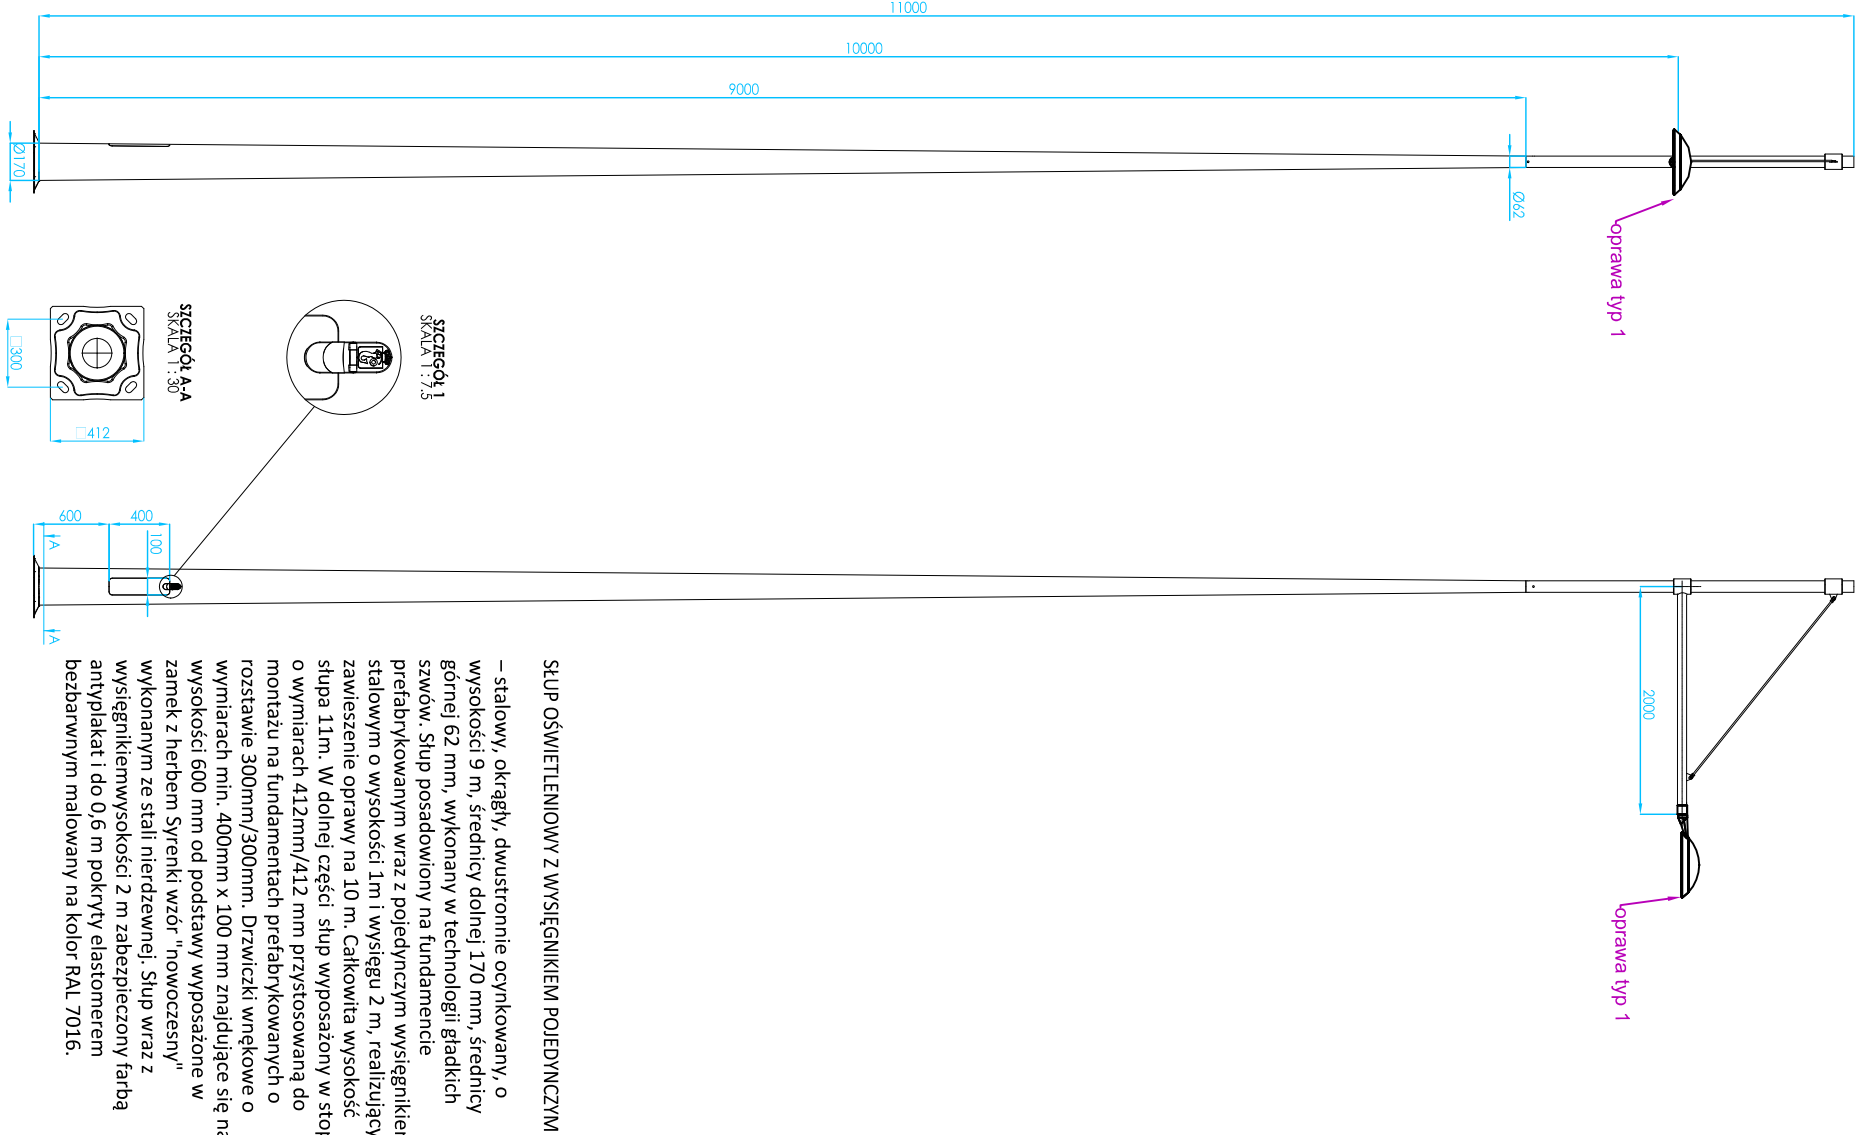 11000
10000
9000
Ø170
Ø62
oprawa typ 1
SZCZEGÓŁ A-A
SKALA 1 : 30
□300
□412
SZCZEGÓŁ 1
SKALA 1 : 7.5
600
400
100
A
A
2000
oprawa typ 1
SŁUP OŚWIETLENIOWY Z WYSIĘGNIKIEM POJEDYNCZYM
– stalowy, okrągły, dwustronnie ocynkowany, o
wysokości 9 m, średnicy dolnej 170 mm, średnicy
górnej 62 mm, wykonany w technologii gładkich
szwów. Słup posadowiony na fundamencie
prefabrykowanym wraz z pojedynczym
stalowym o wysokości 1m i wysięgu 2 m, realizujący
zawieszenie oprawy na 10 m. Całkowita wysokość
słupa 11m. W dolnej części słup wyposażony w
o wymiarach 412mm/412 mm przystosowaną do
montażu na fundamentach prefabrykowanych o
rozstawie 300mm/300mm. Drzwiczki wnękowe o
wymiarach min. 400mm x 100 mm znajdujące się
wysokości 600 mm od podstawy wyposażone w
zamek z herbem Syrenki wzór "nowoczesny"
wykonanym ze stali nierdzewnej. Słup wraz z
wysięgnikiemwysokości 2 m zabezpieczony farbą
antyplakat i do 0,6 m pokryty elastomerem
bezbarwnym malowany na kolor RAL 7016.